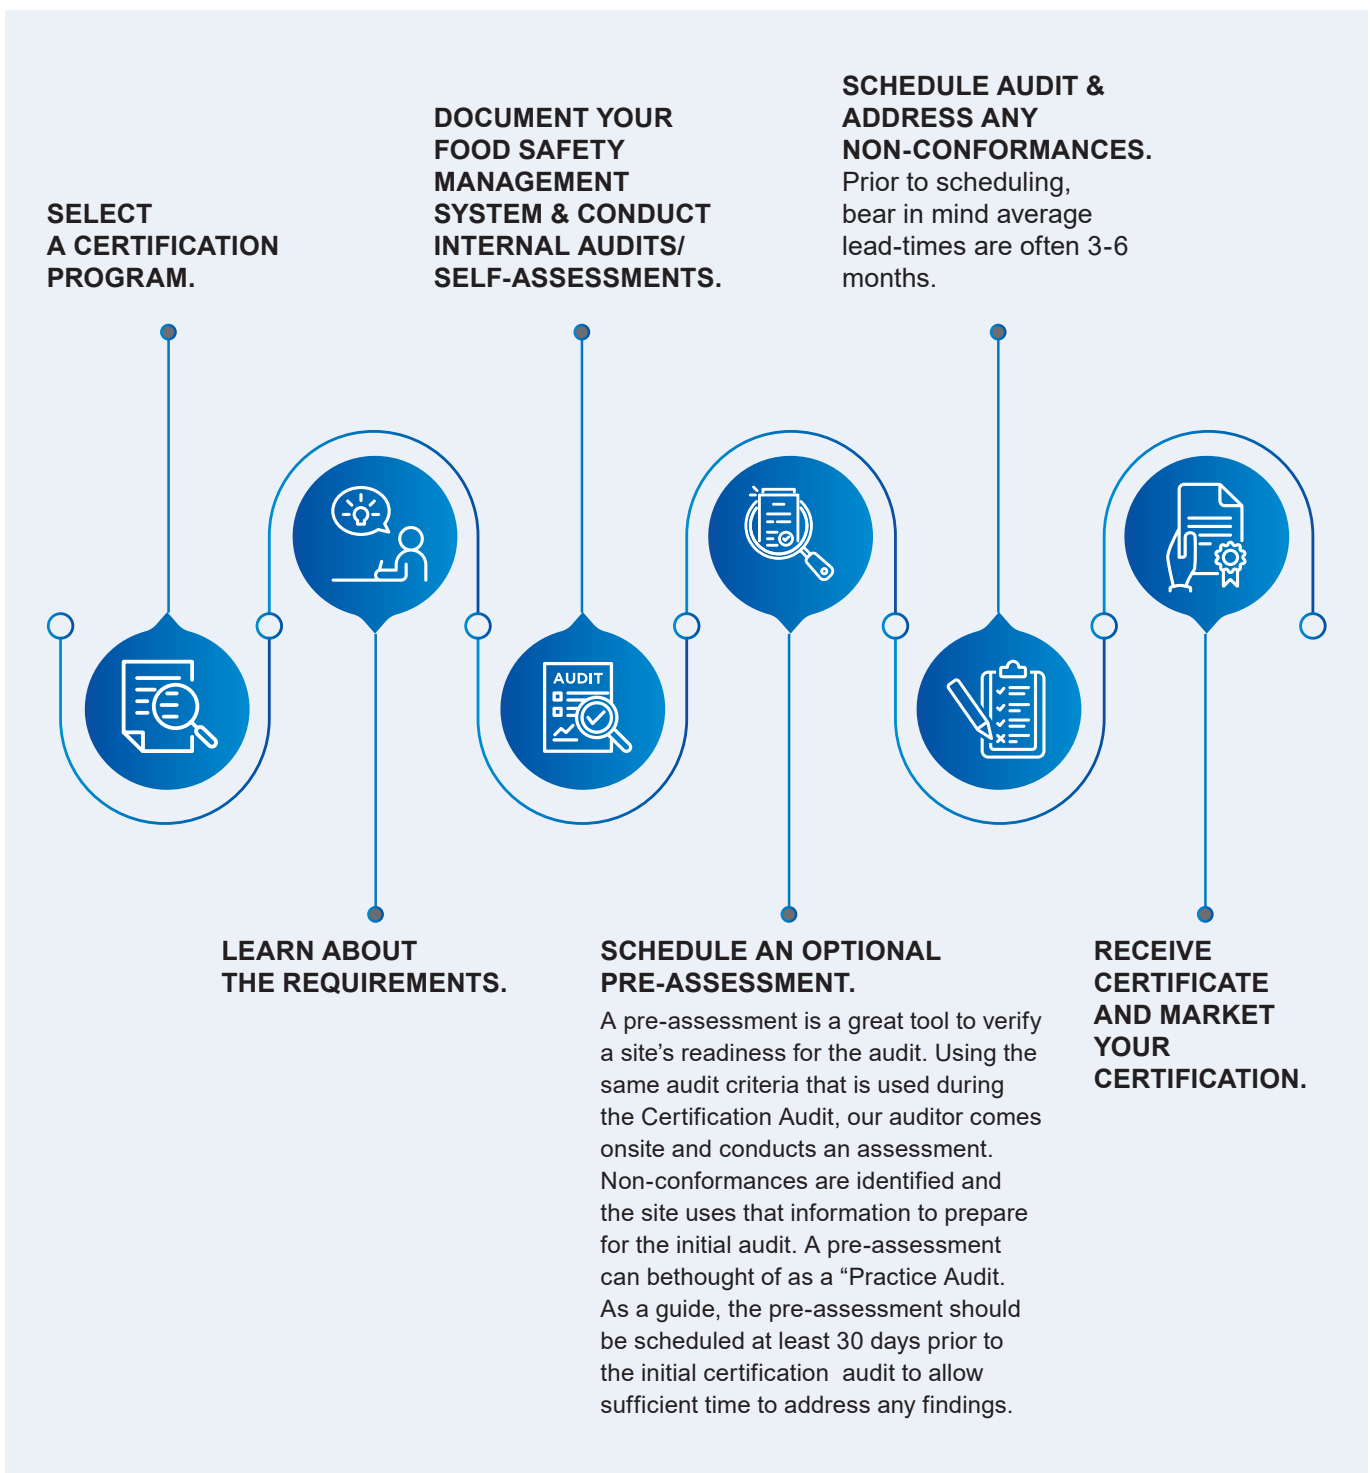 SELECT
A CERTIFICATION
PROGRAM.
LEARN ABOUT
THE REQUIREMENTS.
DOCUMENT YOUR
FOOD SAFETY
MANAGEMENT
SYSTEM & CONDUCT
INTERNAL AUDITS/
SELF-ASSESSMENTS.
AUDIT
SCHEDULE AN OPTIONAL
PRE-ASSESSMENT.
A pre-assessment is a great tool to verify
a site’s readiness for the audit. Using the
same audit criteria that is used during
the Certification Audit, our auditor comes
onsite and conducts an assessment.
Non-conformances are identified and
the site uses that information to prepare
for the initial audit. A pre-assessment
can bethought of as a “Practice Audit.
As a guide, the pre-assessment should
be scheduled at least 30 days prior to
the initial certification  audit to allow
sufficient time to address any findings.
SCHEDULE AUDIT &
ADDRESS ANY
NON-CONFORMANCES.
Prior to scheduling,
bear in mind average
lead-times are often 3-6
months.
RECEIVE
CERTIFICATE
AND MARKET
YOUR
CERTIFICATION.